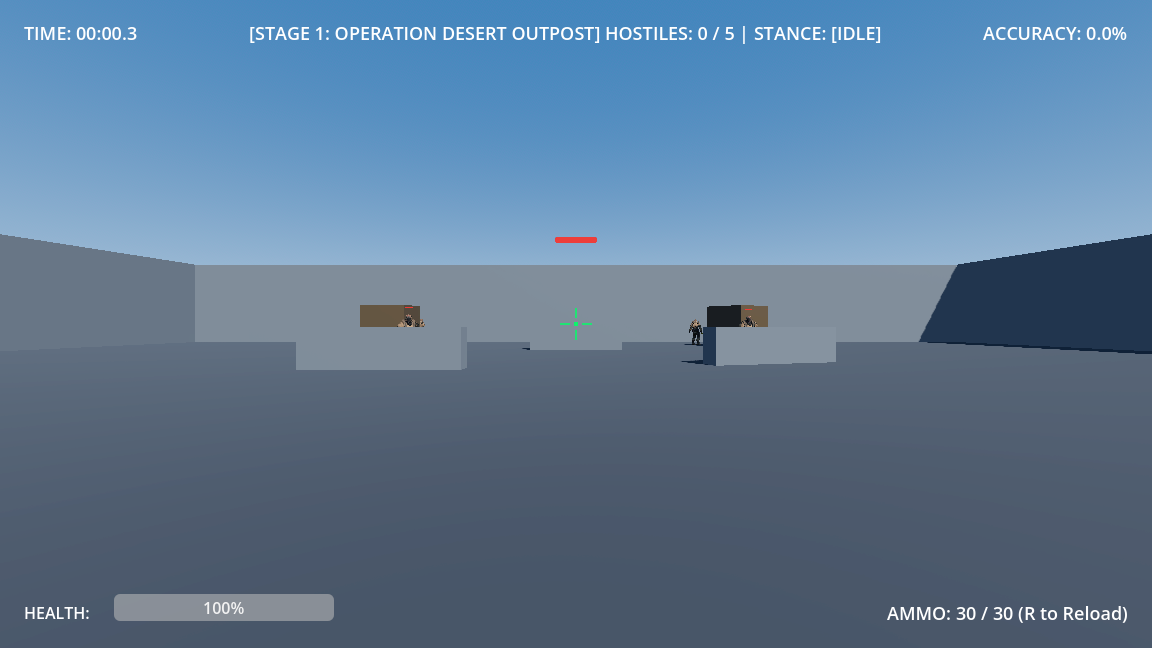 TIME: 00:00.3
[STAGE 1: OPERATION DESERT OUTPOST] HOSTILES: 0 / 5 | STANCE: [IDLE]
ACCURACY: 0.0%
HEALTH:
100%
AMMO: 30 / 30 (R to Reload)